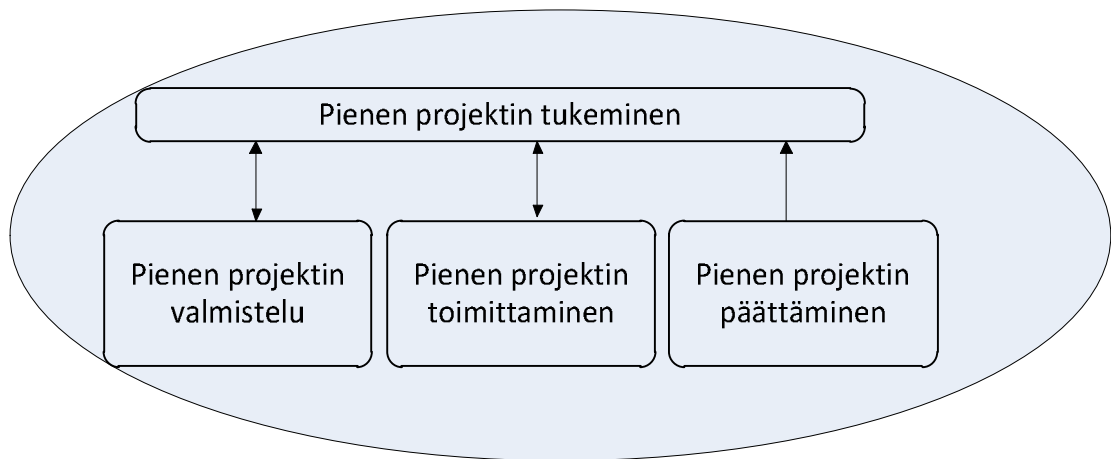 Pienen projektin tukeminen
Pienen projektin
valmistelu
Pienen projektin
toimittaminen
Pienen projektin
päättäminen